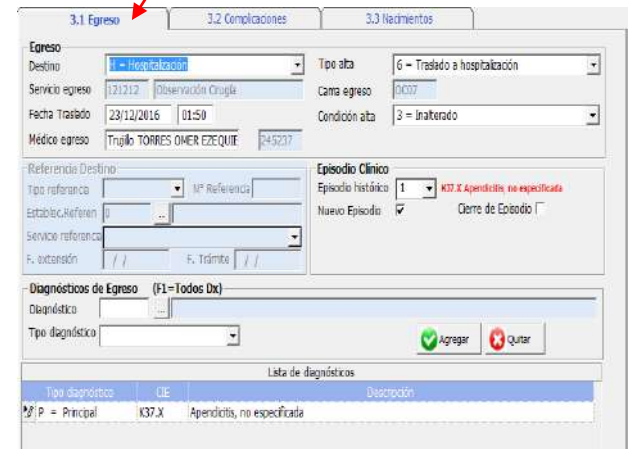 3.1 Egreso 3.2 Complicaciones 3.3 Nacimientos
Egreso
Destino H = Hospitalización Tipo alta 6 = Traslado a hospitalización
Servicio egreso 121212 Observación Cirugía Cama egreso OC07
Fecha Traslado 23/12/2016 01:50 Condición alta 3 = Inalterado
Médico egreso Trujillo TORRES OMER EZEQUIE 245237
Referencia Destino Episodio Clínico
Tipo referencia Nº Referencia Episodio histórico 1 K37.X Apendicitis, no especificada
Establec.Referen 0 ... Nuevo Episodio Cierre de Episodio
Servicio referencia
F. extensión / / F. Trámite / /
Diagnósticos de Egreso (F1=Todos Dx)
Diagnóstico ...
Tipo diagnóstico Agregar Quitar
Lista de diagnósticos
Tipo diagnóstico CIE Descripción
P = Principal K37.X Apendicitis, no especificada